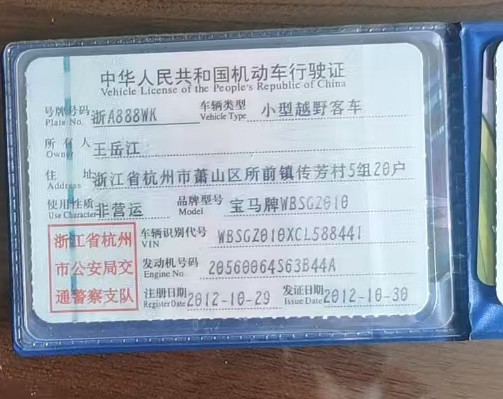 中华人民共和国机动车行驶证
Vehicle License of the People's Republic of China
号牌号码 浙A888WK 车辆类型 小型越野客车
Plate No. Vehicle Type
所有人 王岳江
Owner
住址 浙江省杭州市萧山区所前镇传芳村5组20户
Address
使用性质 非营运 品牌型号 宝马牌WBSGZ010
Use Character Model
浙江省杭州
市公安局交
通警察支队
车辆识别代号 WBSGZ010XCL588441
VIN
发动机号码 20560064S63B44A
Engine No.
注册日期 2012-10-29 发证日期 2012-10-30
Register Date Issue Date